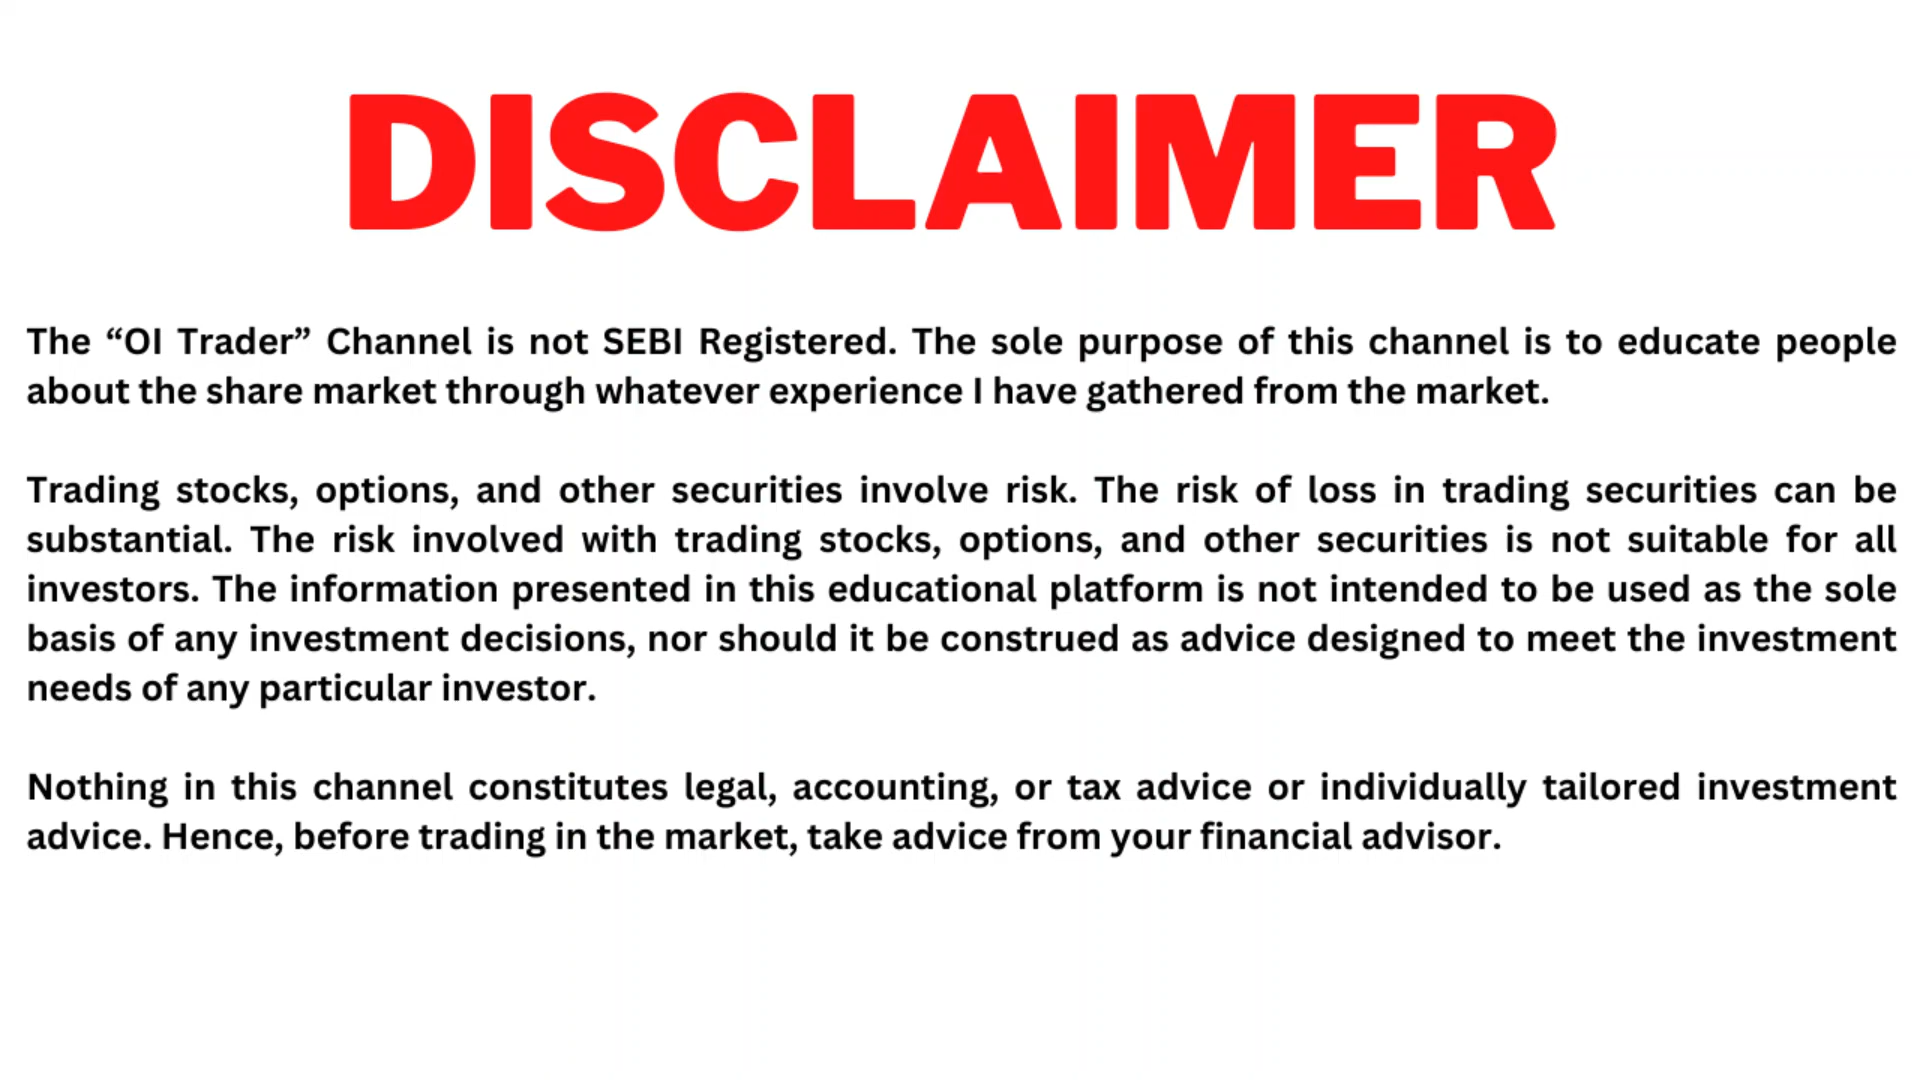 DISCLAIMER
The “OI Trader” Channel is not SEBI Registered. The sole purpose of this channel is to educate people
about the share market through whatever experience I have gathered from the market.
Trading stocks, options, and other securities involve risk. The risk of loss in trading securities can be
substantial. The risk involved with trading stocks, options, and other securities is not suitable for all
investors. The information presented in this educational platform is not intended to be used as the sole
basis of any investment decisions, nor should it be construed as advice designed to meet the investment
needs of any particular investor.
Nothing in this channel constitutes legal, accounting, or tax advice or individually tailored investment
advice. Hence, before trading in the market, take advice from your financial advisor.